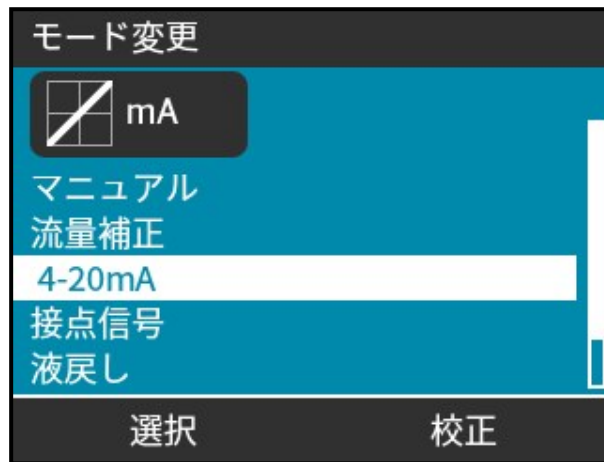 モード変更
mA
マニュアル
流量補正
4-20mA
接点信号
液戻し
選択 校正